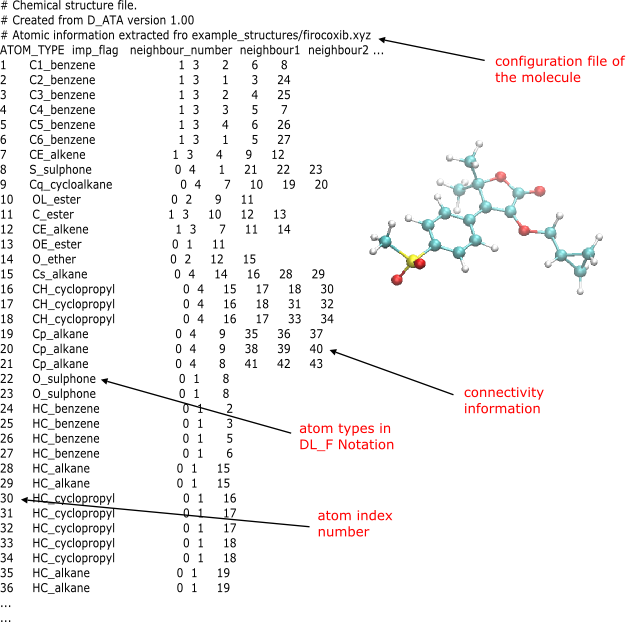 # Chemical structure file.
# Created from D_ATA version 1.00
# Atomic information extracted fro example_structures/firocoxib.xyz
ATOM_TYPE imp_flag neighbour_number neighbour1 neighbour2 ...
1 C1_benzene 1 3 2 6 8
2 C2_benzene 1 3 1 3 24
3 C3_benzene 1 3 2 4 25
4 C4_benzene 1 3 3 5 7
5 C5_benzene 1 3 4 6 26
6 C6_benzene 1 3 1 5 27
7 CE_alkene 1 3 4 9 12
8 S_sulphone 0 4 1 21 22 23
9 Cq_cycloalkane 0 4 7 10 19 20
10 OL_ester 0 2 9 11
11 C_ester 1 3 10 12 13
12 CE_alkene 1 3 7 11 14
13 OE_ester 0 1 11
14 O_ether 0 2 12 15
15 Cs_alkane 0 4 14 16 28 29
16 CH_cyclopropyl 0 4 15 17 18 30
17 CH_cyclopropyl 0 4 16 18 31 32
18 CH_cyclopropyl 0 4 16 17 33 34
19 Cp_alkane 0 4 9 35 36 37
20 Cp_alkane 0 4 9 38 39 40
21 Cp_alkane 0 4 8 41 42 43
22 O_sulphone 0 1 8
23 O_sulphone 0 1 8
24 HC_benzene 0 1 2
25 HC_benzene 0 1 3
26 HC_benzene 0 1 5
27 HC_benzene 0 1 6
28 HC_alkane 0 1 15
29 HC_alkane 0 1 15
30 HC_cyclopropyl 0 1 16
31 HC_cyclopropyl 0 1 17
32 HC_cyclopropyl 0 1 17
33 HC_cyclopropyl 0 1 18
34 HC_cyclopropyl 0 1 18
35 HC_alkane 0 1 19
36 HC_alkane 0 1 19
...
...
configuration file of
the molecule
connectivity
information
atom types in
DL_F Notation
atom index
number